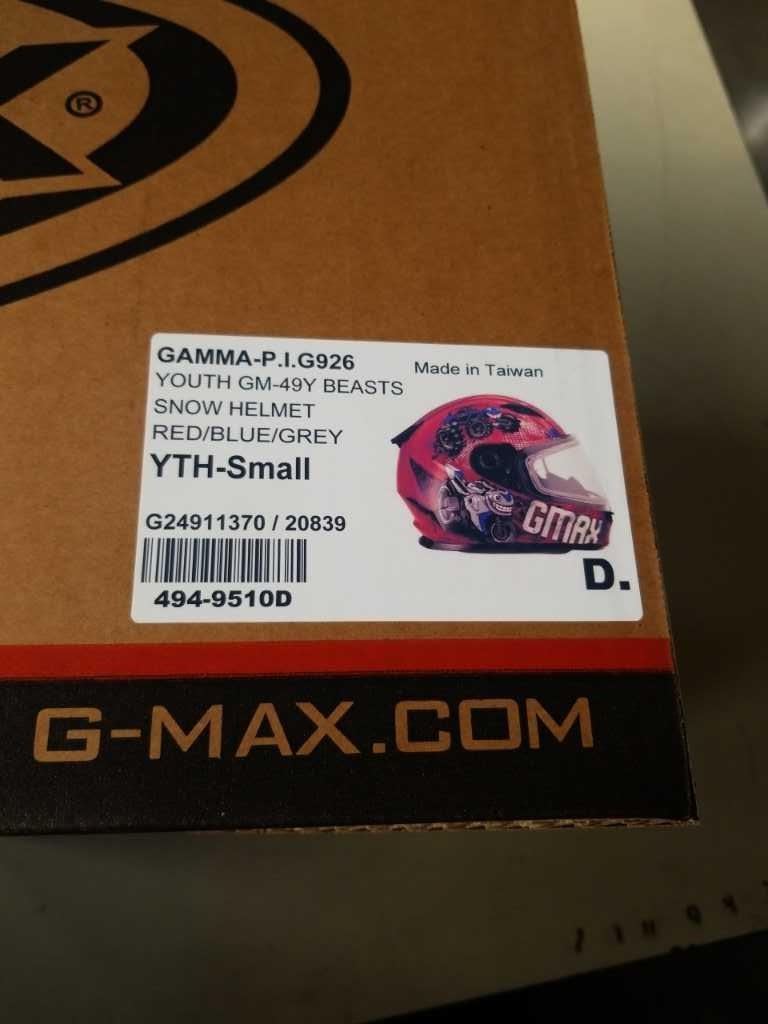 ®
GAMMA-P.I.G926
Made in Taiwan
YOUTH GM-49Y BEASTS
SNOW HELMET
RED/BLUE/GREY
YTH-Small
G24911370 / 20839
494-9510D
GMAX
D.
G-MAX.COM